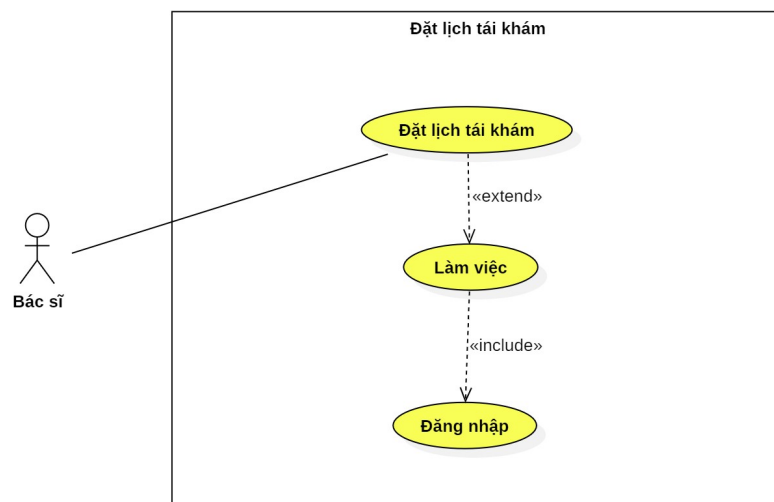 Đặt lịch tái khám
Đặt lịch tái khám
«extend»
Làm việc
Bác sĩ
«include»
Đăng nhập